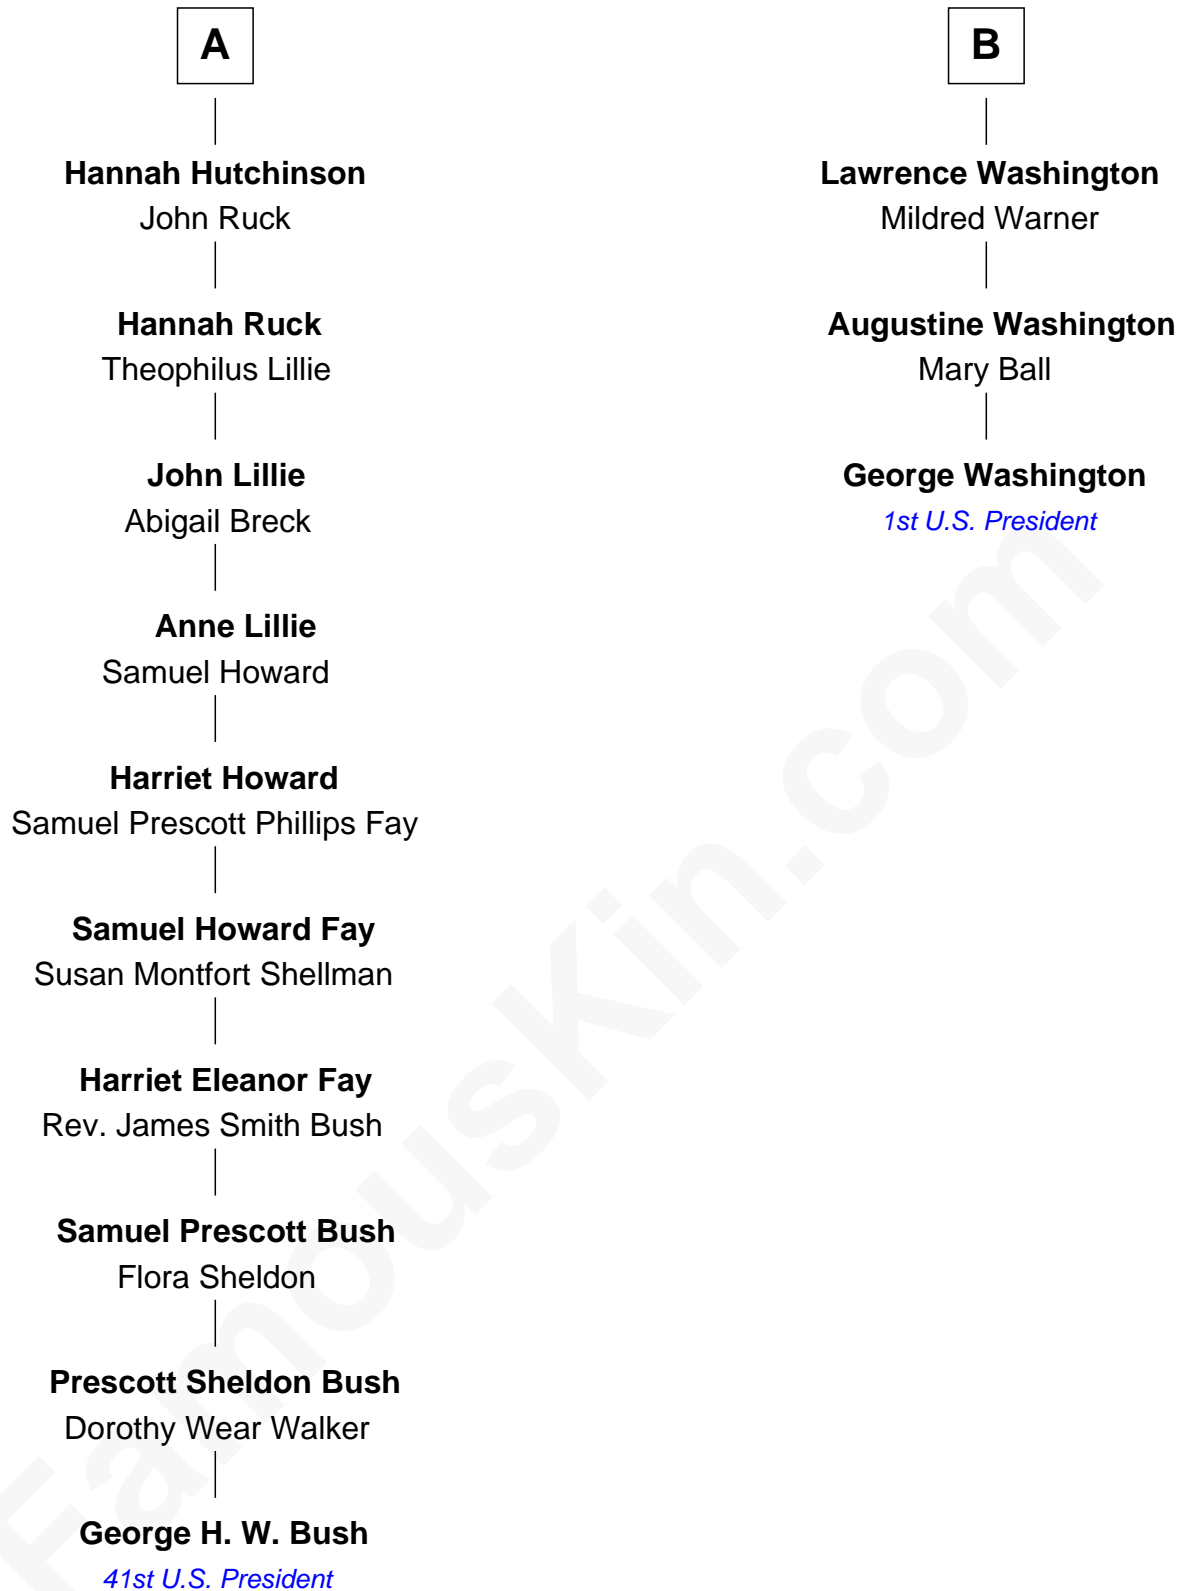 A
Hannah Hutchinson
John Ruck
Hannah Ruck
Theophilus Lillie
John Lillie
Abigail Breck
Anne Lillie
Samuel Howard
Harriet Howard
Samuel Prescott Phillips Fay
Samuel Howard Fay
Susan Montfort Shellman
Harriet Eleanor Fay
Rev. James Smith Bush
Samuel Prescott Bush
Flora Sheldon
Prescott Sheldon Bush
Dorothy Wear Walker
George H. W. Bush
41st U.S. President
B
Lawrence Washington
Mildred Warner
Augustine Washington
Mary Ball
George Washington
1st U.S. President
FamousKin.com